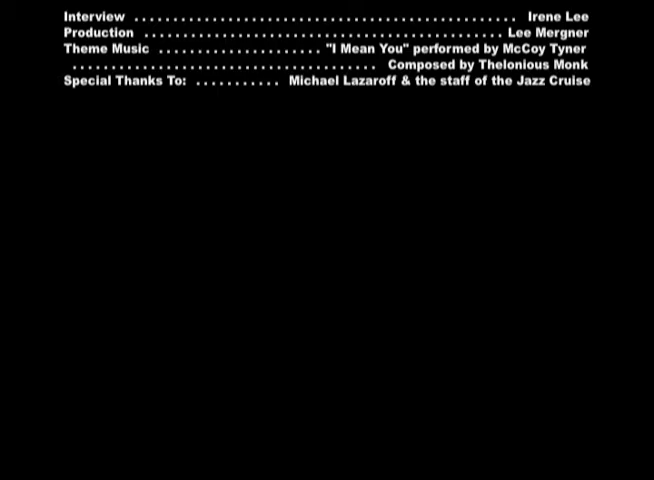 Interview ................................................. Irene Lee
Production .............................................. Lee Mergner
Theme Music ..................... "I Mean You" performed by McCoy Tyner
....................................... Composed by Thelonious Monk
Special Thanks To: ........... Michael Lazaroff & the staff of the Jazz Cruise